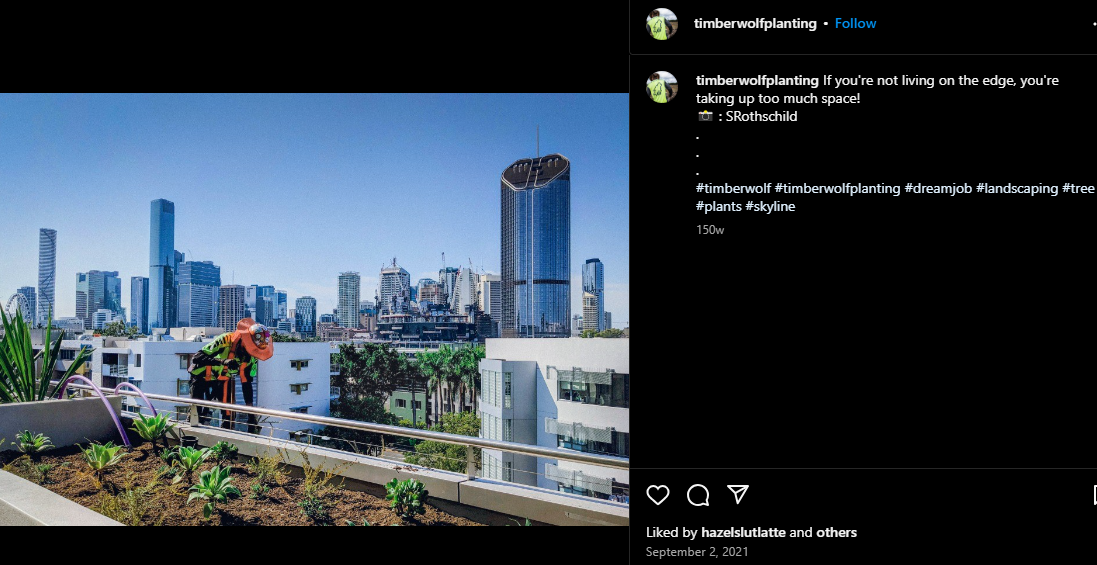 timberwolfplanting • Follow
timberwolfplanting If you're not living on the edge, you're
taking up too much space!
📷 : SRothschild
.
.
.
#timberwolf #timberwolfplanting #dreamjob #landscaping #tree
#plants #skyline
150w
Liked by hazelslutlatte and others
September 2, 2021